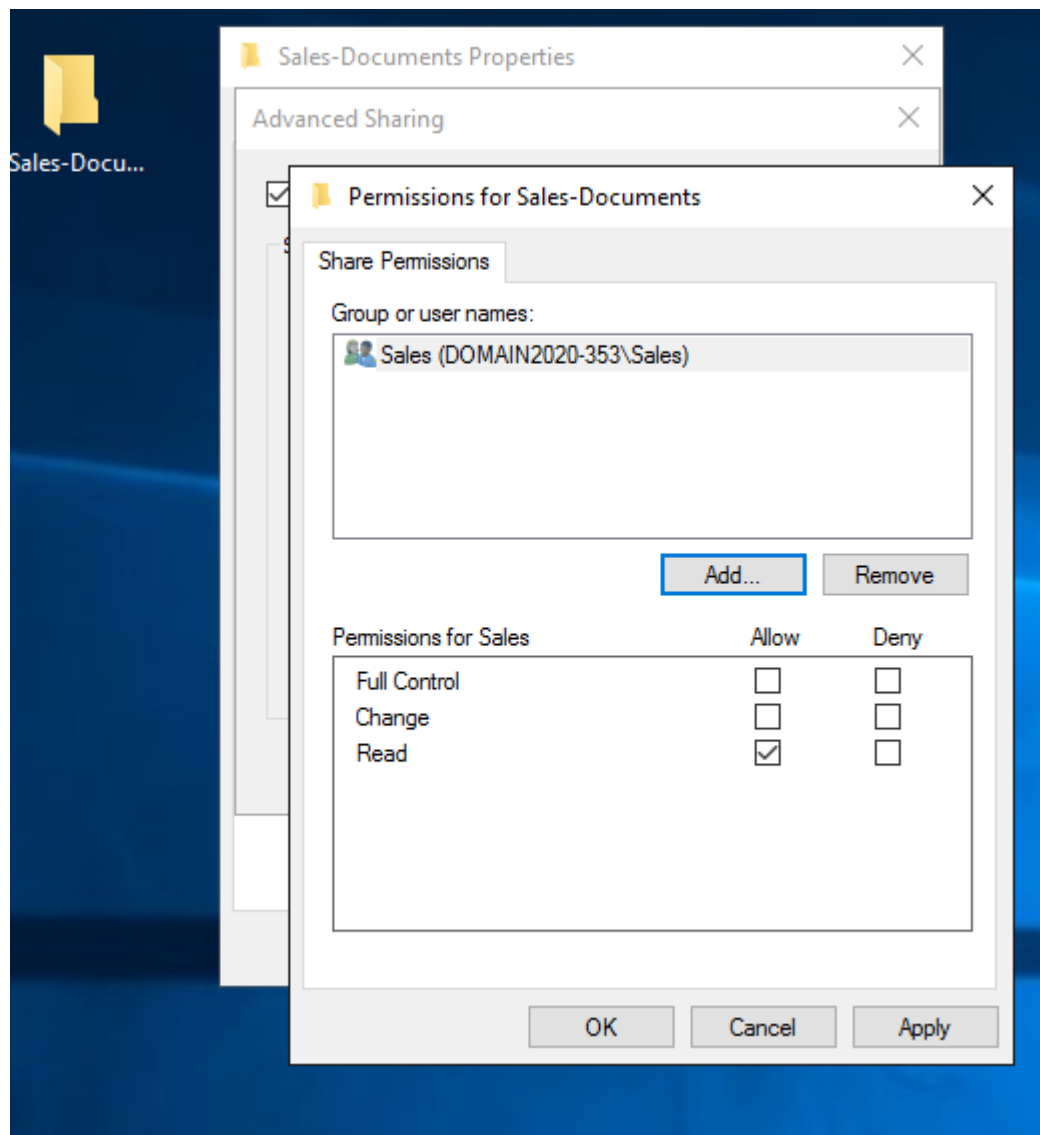 Sales-Docu...
Sales-Documents Properties
Advanced Sharing
Permissions for Sales-Documents
Share Permissions
Group or user names:
Sales (DOMAIN2020-353\Sales)
Add...
Remove
Permissions for Sales
Allow
Deny
Full Control
Change
Read
OK
Cancel
Apply